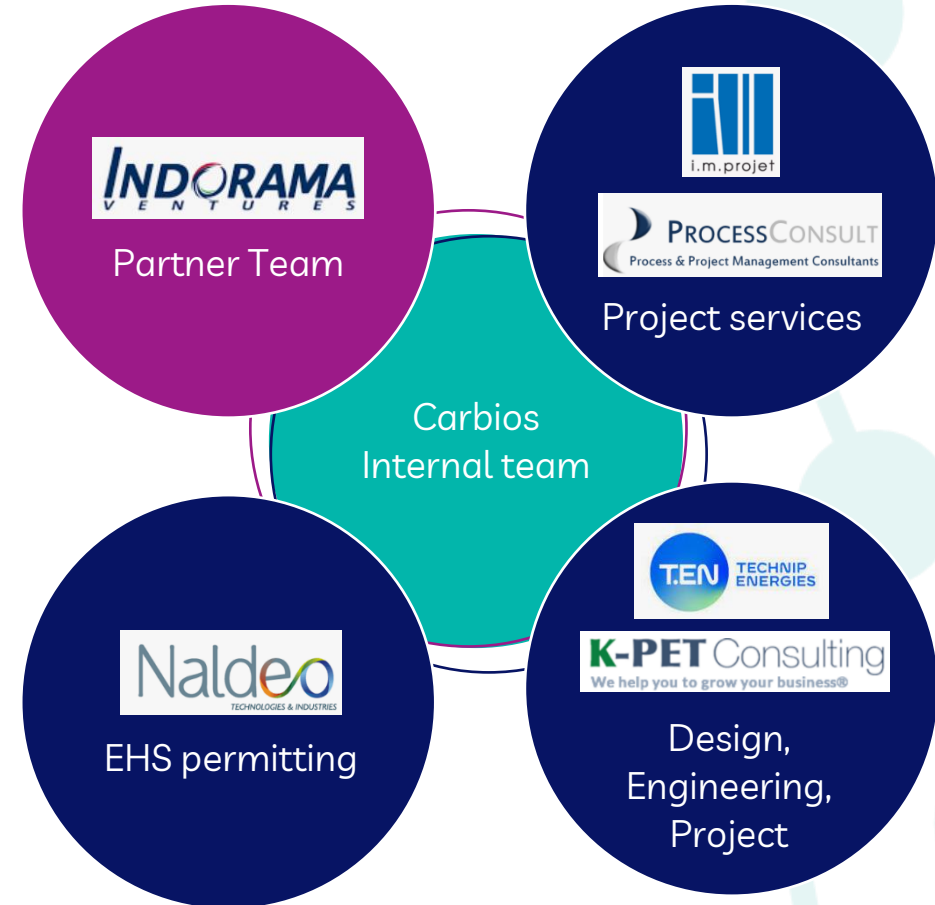 INDORAMA
VENTURES
Partner Team
i.m.projet
PROCESSCONSULT
Process & Project Management Consultants
Project services
Carbios
Internal team
Naldeo
TECHNOLOGIES & INDUSTRIES
EHS permitting
T.EN TECHNIP
ENERGIES
K-PET Consulting
We help you to grow your business®
Design,
Engineering,
Project